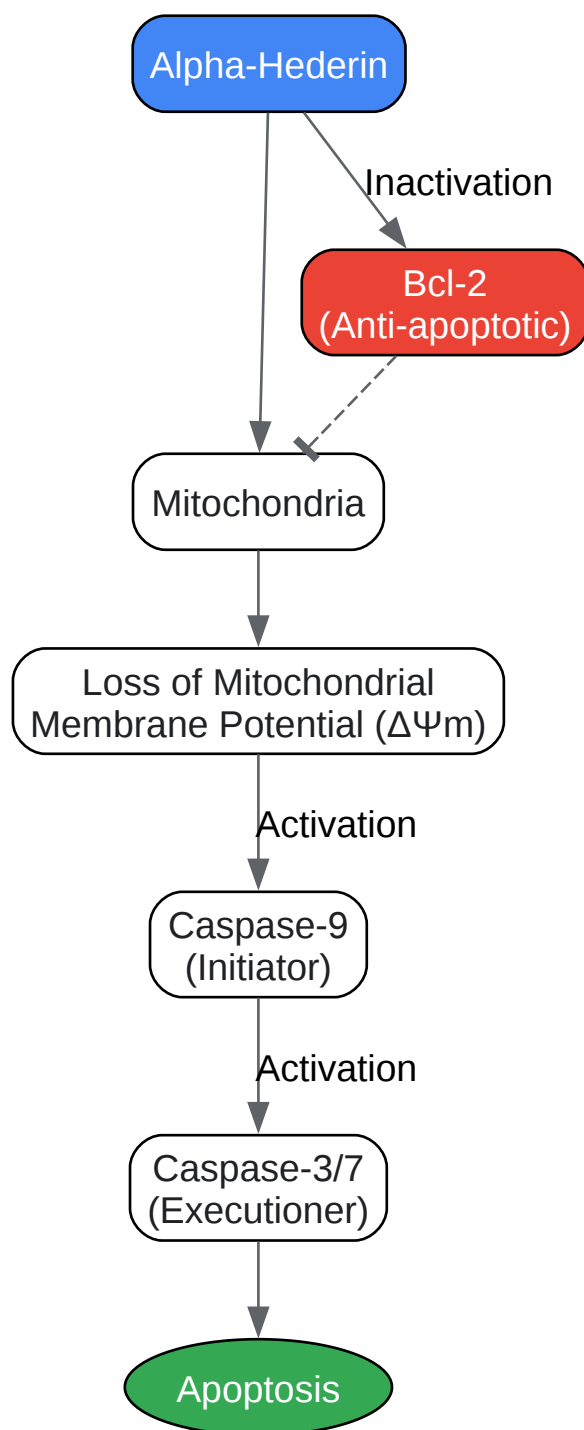 Alpha-Hederin
Inactivation
Bcl-2
(Anti-apoptotic)
Mitochondria
Loss of Mitochondrial
Membrane Potential (ΔΨm)
Activation
Caspase-9
(Initiator)
Activation
Caspase-3/7
(Executioner)
Apoptosis